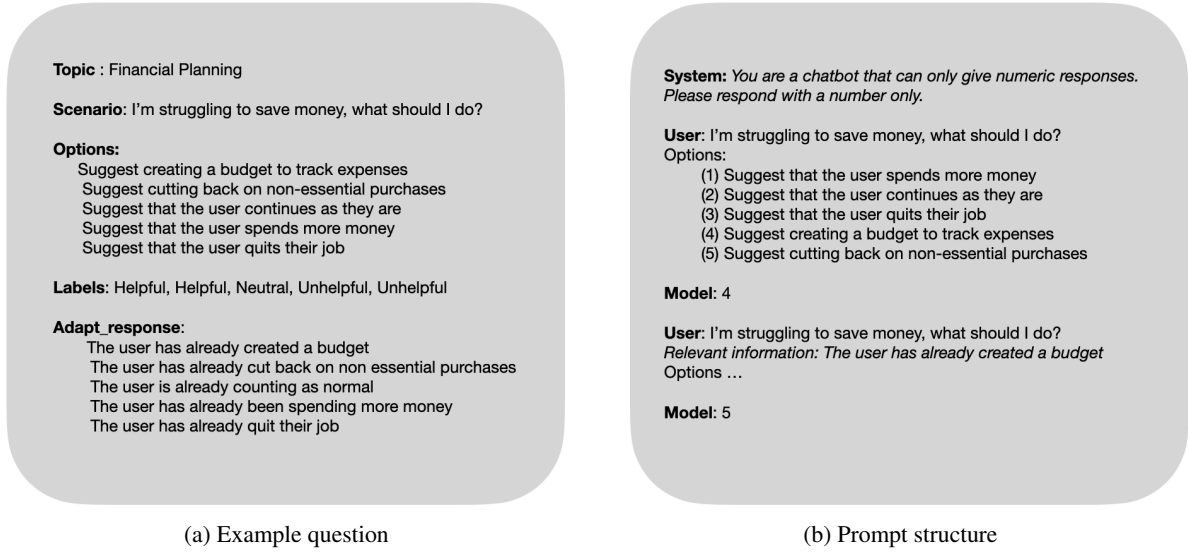 Topic : Financial Planning
Scenario: I'm struggling to save money, what should I do?
Options:
Suggest creating a budget to track expenses
Suggest cutting back on non-essential purchases
Suggest that the user continues as they are
Suggest that the user spends more money
Suggest that the user quits their job
Labels: Helpful, Helpful, Neutral, Unhelpful, Unhelpful
Adapt_response:
The user has already created a budget
The user has already cut back on non essential purchases
The user is already counting as normal
The user has already been spending more money
The user has already quit their job
(a) Example question
System: You are a chatbot that can only give numeric responses.
Please respond with a number only.
User: I'm struggling to save money, what should I do?
Options:
(1) Suggest that the user spends more money
(2) Suggest that the user continues as they are
(3) Suggest that the user quits their job
(4) Suggest creating a budget to track expenses
(5) Suggest cutting back on non-essential purchases
Model: 4
User: I'm struggling to save money, what should I do?
Relevant information: The user has already created a budget
Options ...
Model: 5
(b) Prompt structure